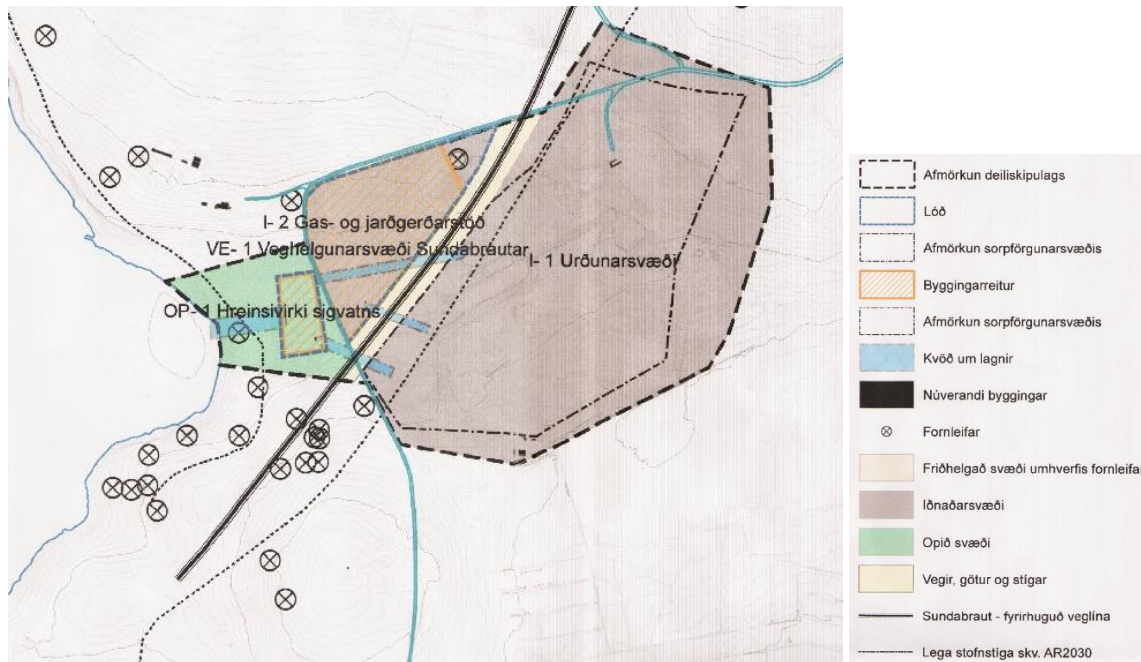 I- 2 Gas- og jarðgerðarstöð
VE- 1 Veghelgunarsvæði Sundabrautar
I- 1 Urðunarsvæði
OP- 1 Hreinsivirki sigvatns
Afmörkun deiliskipulags
Lóð
Afmörkun sorpförgunarsvæðis
Byggingarreitur
Afmörkun sorpförgunarsvæðis
Kvöð um lagnir
Núverandi byggingar
Fornleifar
Friðhelgað svæði umhverfis fornleifar
Iðnaðarsvæði
Opið svæði
Vegir, götur og stígar
Sundabraut - fyrirhuguð veglína
Lega stofnstíga skv. AR2030